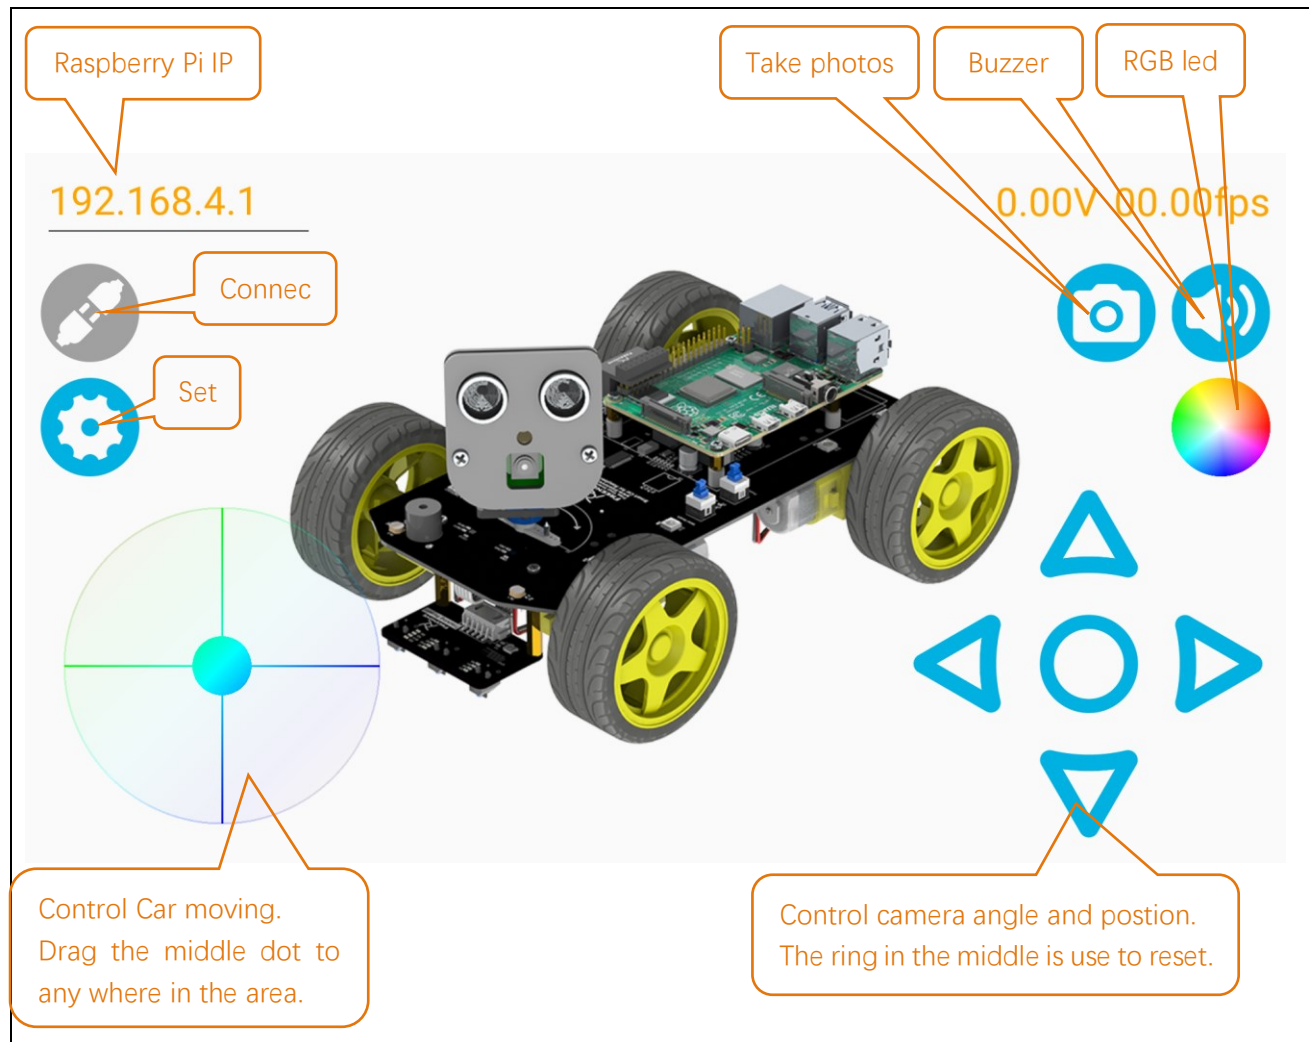 Raspberry Pi IP
Take photos
Buzzer
RGB led
192.168.4.1
0.00V 00.00fps
Connec
Set
Control Car moving.
Drag the middle dot to
any where in the area.
Control camera angle and postion.
The ring in the middle is use to reset.